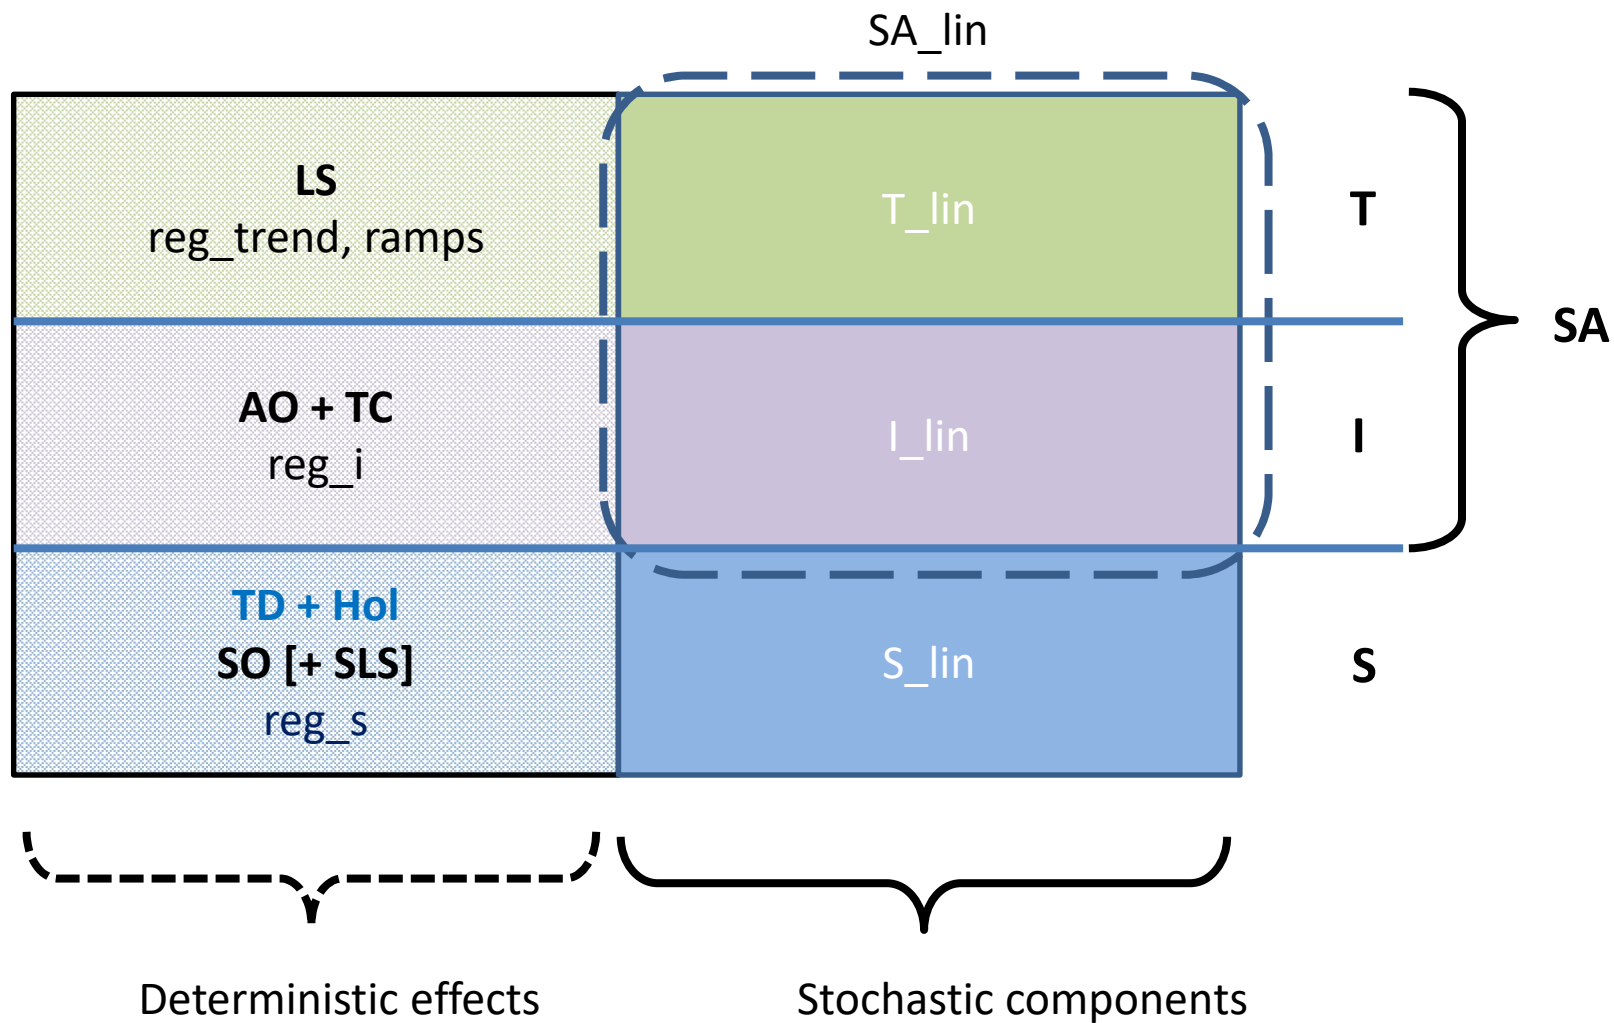 SA_lin
LS
reg_trend, ramps
T_lin
T
SA
AO + TC
reg_i
I_lin
I
TD + Hol
SO [+ SLS]
reg_s
S_lin
S
Deterministic effects
Stochastic components